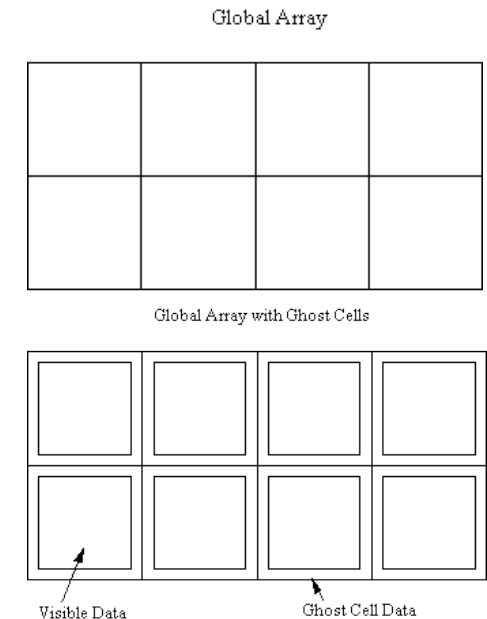 Global Array
Global Array with Ghost Cells
Visible Data
Ghost Cell Data